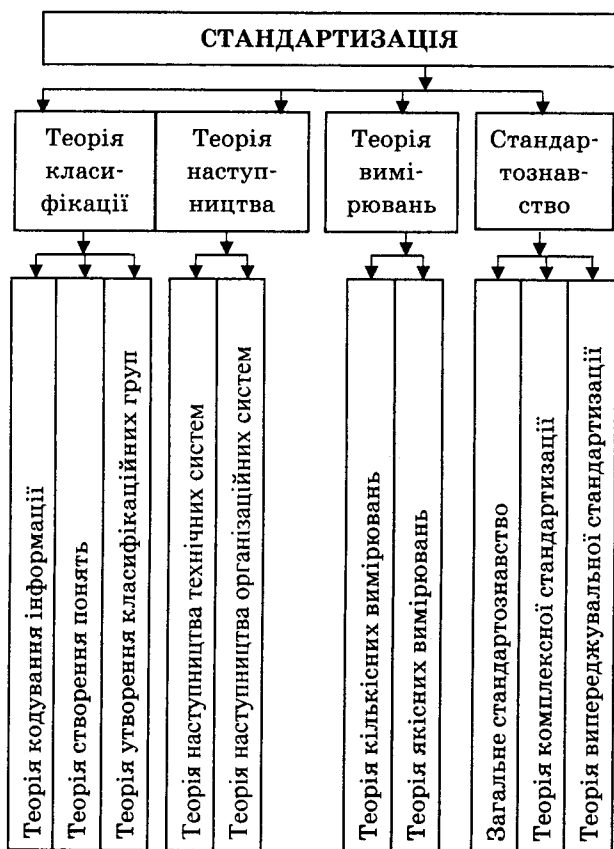 СТАНДАРТИЗАЦІЯ
Теорія
класи-
фікації
Теорія
наступ-
ництва
Теорія
вимі-
рювань
Стандар-
тознав-
ство
Теорія кодування інформації
Теорія створення понять
Теорія утворення класифікаційних груп
Теорія наступництва технічних систем
Теорія наступництва організаційних систем
Теорія кількісних вимірювань
Теорія якісних вимірювань
Загальне стандартознавство
Теорія комплексної стандартизації
Теорія випереджувальної стандартизації